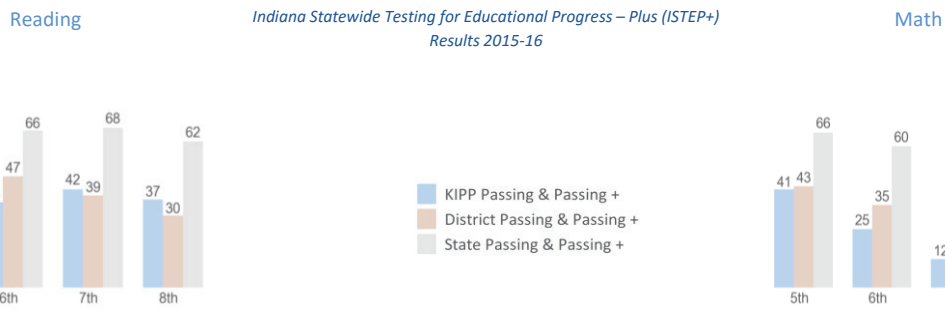 Reading
Indiana Statewide Testing for Educational Progress – Plus (ISTEP+)
Results 2015-16
Math
66
47
68
42
39
62
37
30
6th
7th
8th
KIPP Passing & Passing +
District Passing & Passing +
State Passing & Passing +
66
41
43
60
35
25
12
5th
6th